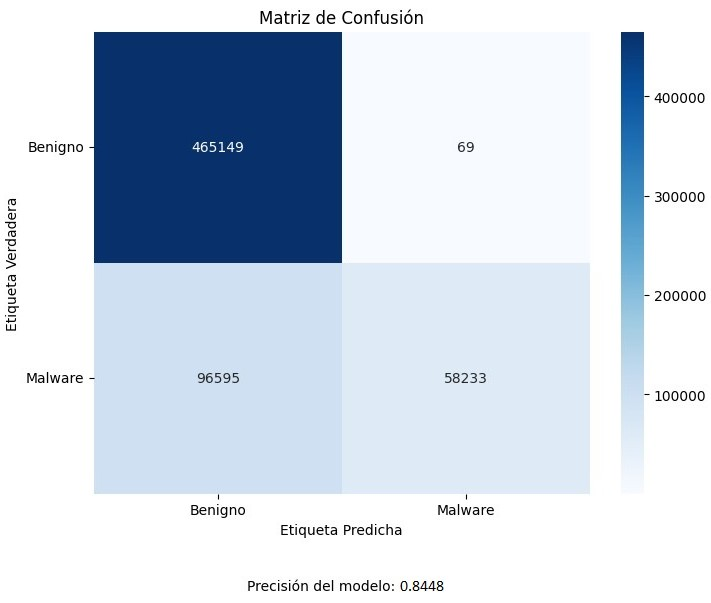 Matriz de Confusión
Etiqueta Verdadera
Benigno
465149
69
Malware
96595
58233
Benigno
Malware
Etiqueta Predicha
400000
300000
200000
100000
Precisión del modelo: 0.8448